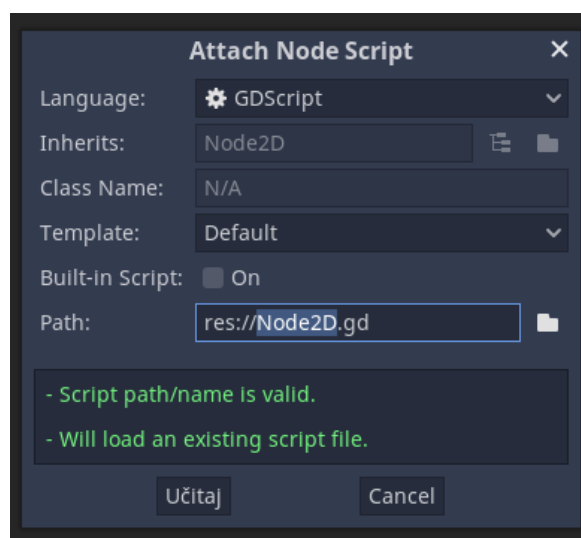 Attach Node Script
Language: GDScript
Inherits: Node2D
Class Name: N/A
Template: Default
Built-in Script: On
Path: res://Node2D.gd
- Script path/name is valid.
- Will load an existing script file.
Učitaj Cancel